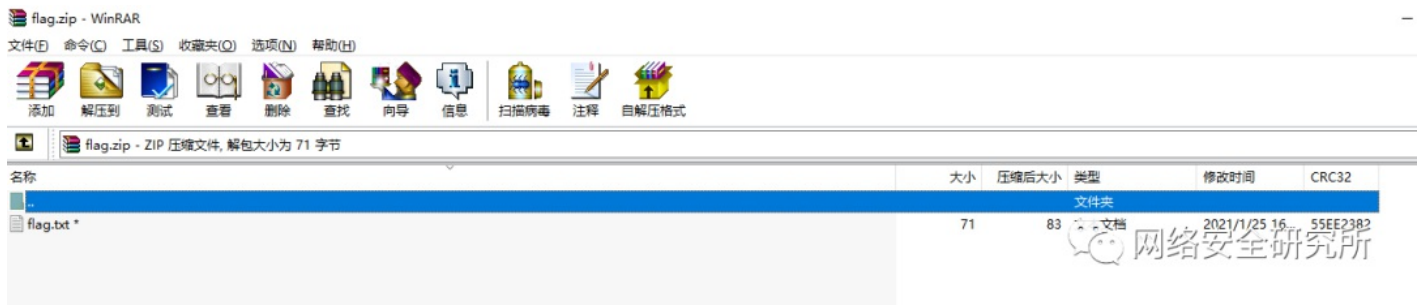 flag.zip - WinRAR
文件(F) 命令(C) 工具(S) 收藏夹(O) 选项(N) 帮助(H)
添加 解压到 测试 查看 删除 查找 向导 信息 扫描病毒 注释 自解压格式
flag.zip - ZIP 压缩文件, 解包大小为 71 字节
名称 大小 压缩后大小 类型 修改时间 CRC32
.. 文件夹
flag.txt * 71 83 文档 2021/1/25 16... 55EE2382
网络安全研究所